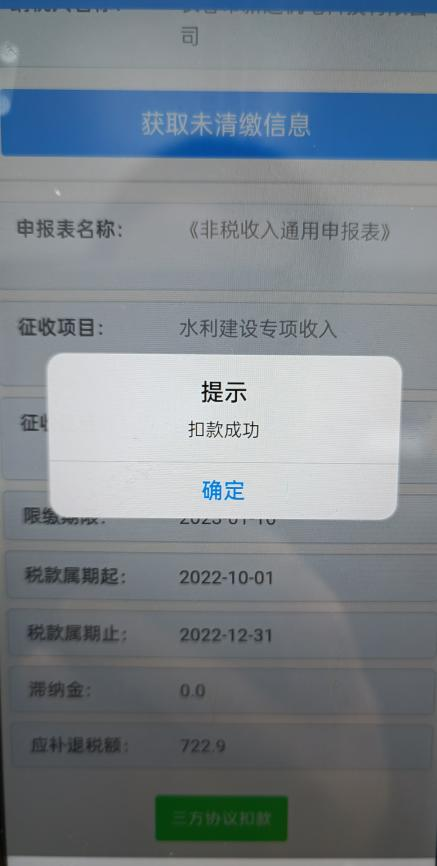 司
获取未清缴信息
申报表名称： 《非税收入通用申报表》
征收项目： 水利建设专项收入
提示
扣款成功
确定
限缴期限：
税款属期起： 2022-10-01
税款属期止： 2022-12-31
滞纳金： 0.0
应补退税额： 722.9
三方协议扣款